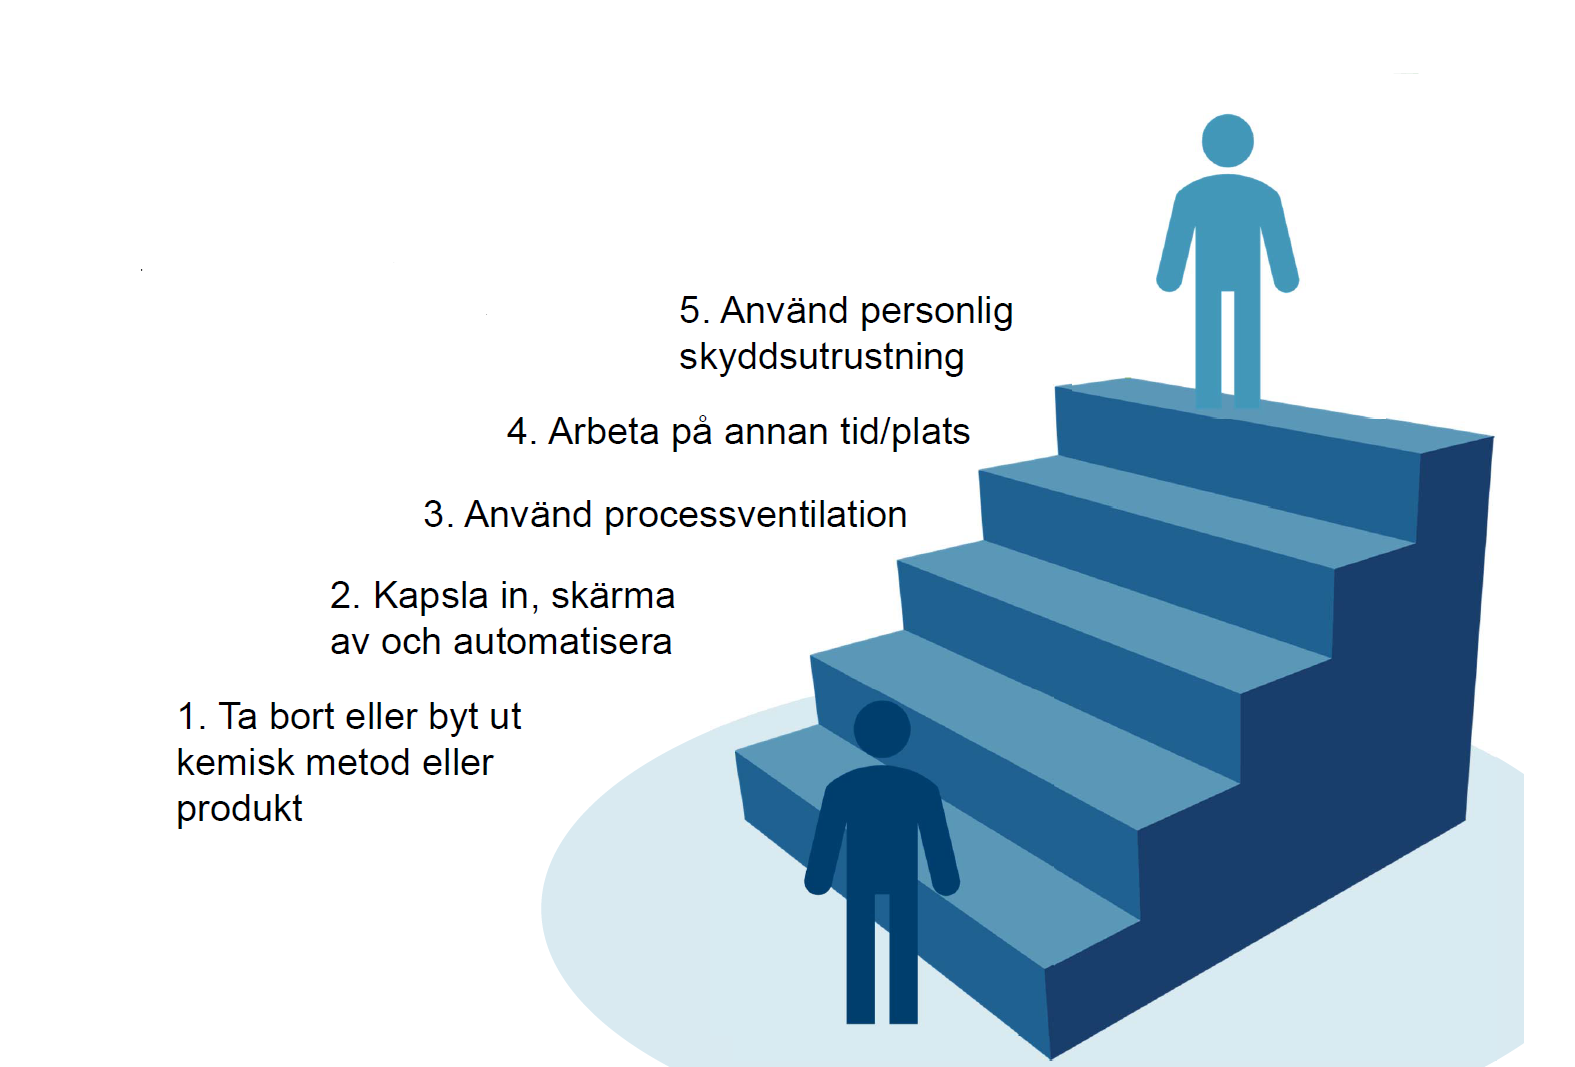 5. Använd personlig
skyddsutrustning
4. Arbeta på annan tid/plats
3. Använd processventilation
2. Kapsla in, skärma
av och automatisera
1. Ta bort eller byt ut
kemisk metod eller
produkt